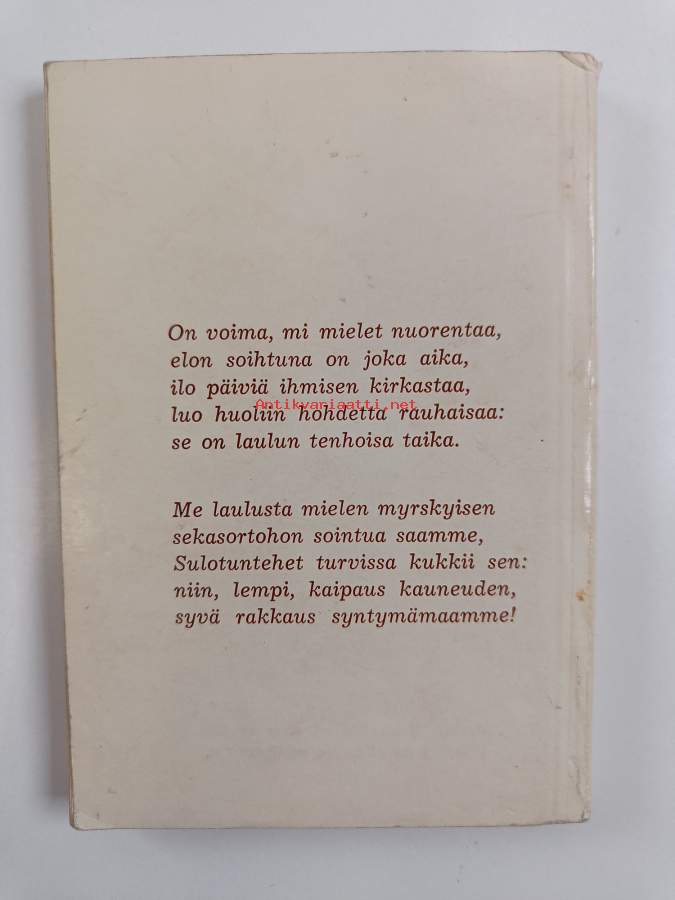 On voima, mi mielet nuorentaa,
elon soihtuna on joka aika,
ilo päiviä ihmisen kirkastaa,
luo huoliin hohdetta rauhaisaa:
Antikvariaatti.net
se on laulun tenhoisa taika.
Me laulusta mielen myrskyisen
sekasortohon sointua saamme,
Sulotuntehet turvissa kukkii sen:
niin, lempi, kaipaus kauneuden,
syvä rakkaus syntymämaamme!